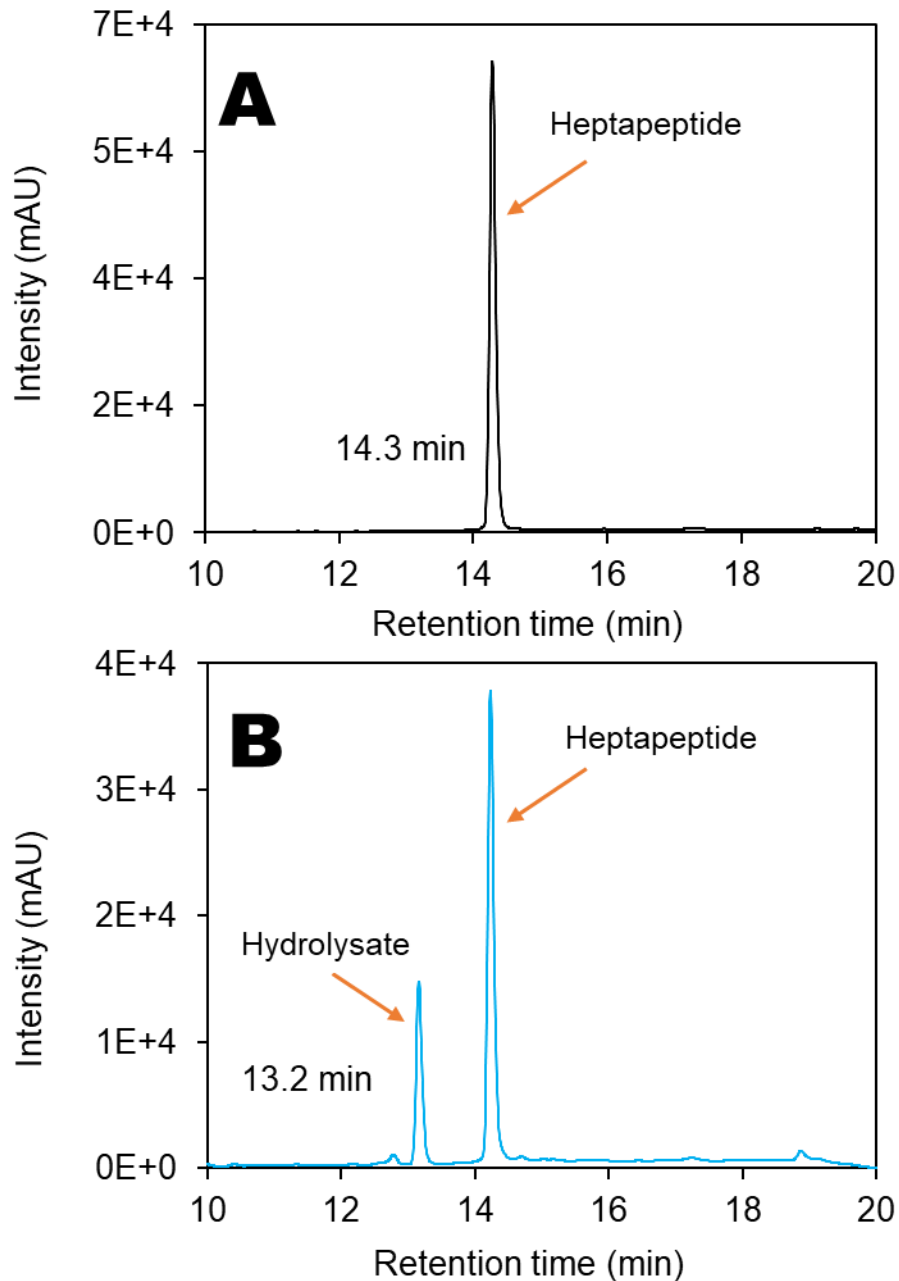 7E+4
A
Heptapeptide
5E+4
Intensity (mAU)
4E+4
2E+4
14.3 min
0E+0
10 12 14 16 18 20
Retention time (min)
4E+4
B
Heptapeptide
3E+4
Intensity (mAU)
2E+4
Hydrolysate
1E+4
13.2 min
0E+0
10 12 14 16 18 20
Retention time (min)